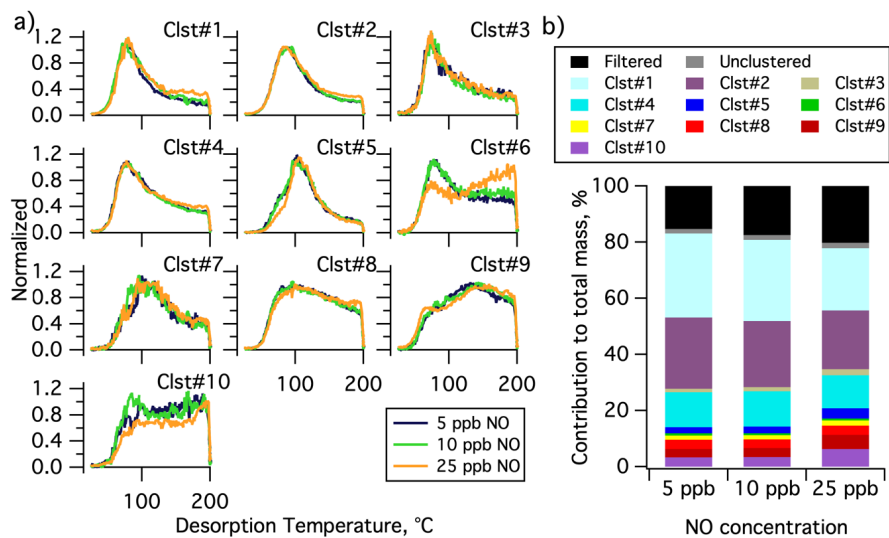 a)
Clst#1
Clst#2
Clst#3
1.2
0.8
0.4
0.0
Clst#4
Clst#5
Clst#6
1.2
0.8
0.4
0.0
Clst#7
Clst#8
Clst#9
1.2
0.8
0.4
0.0
100
200
100
200
Clst#10
1.2
0.8
0.4
0.0
100
200
Normalized
Desorption Temperature, °C
5 ppb NO
10 ppb NO
25 ppb NO
b)
Filtered
Unclustered
Clst#1
Clst#2
Clst#3
Clst#4
Clst#5
Clst#6
Clst#7
Clst#8
Clst#9
Clst#10
Contribution to total mass, %
100
80
60
40
20
0
5 ppb
10 ppb
25 ppb
NO concentration